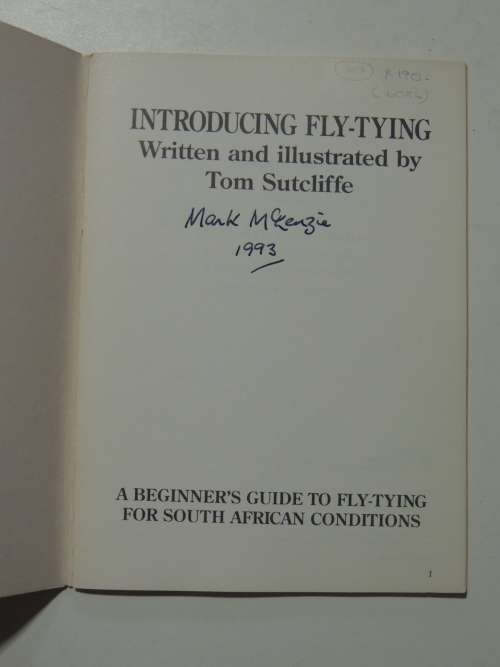 R190.
INTRODUCING FLY-TYING
Written and illustrated by
Tom Sutcliffe
Mark McKenzie
1993
A BEGINNER'S GUIDE TO FLY-TYING
FOR SOUTH AFRICAN CONDITIONS
1